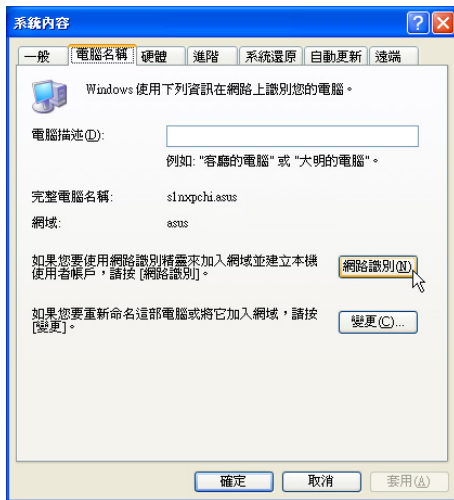 系統內容
一般 電腦名稱 硬體 進階 系統還原 自動更新 遠端
Windows 使用下列資訊在網路上識別您的電腦。
電腦描述(D):
例如: "客廳的電腦" 或 "大明的電腦"。
完整電腦名稱: s1nxpchi.asus
網域: asus
如果您要使用網路識別精靈來加入網域並建立本機
使用者帳戶，請按 [網路識別]。
網路識別(N)
如果您要重新命名這部電腦或將它加入網域，請按
[變更]。
變更(C)...
確定 取消 套用(A)